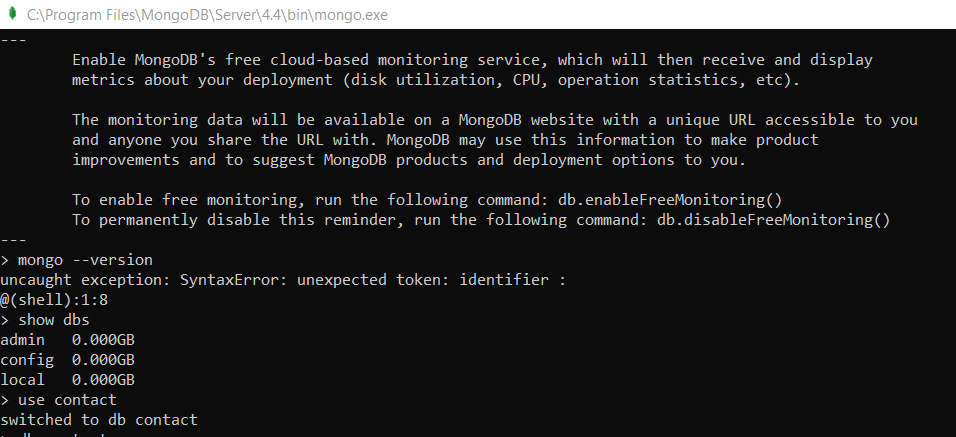 C:\Program Files\MongoDB\Server\4.4\bin\mongo.exe
---
Enable MongoDB's free cloud-based monitoring service, which will then receive and display
metrics about your deployment (disk utilization, CPU, operation statistics, etc).
The monitoring data will be available on a MongoDB website with a unique URL accessible to you
and anyone you share the URL with. MongoDB may use this information to make product
improvements and to suggest MongoDB products and deployment options to you.
To enable free monitoring, run the following command: db.enableFreeMonitoring()
To permanently disable this reminder, run the following command: db.disableFreeMonitoring()
---
> mongo --version
uncaught exception: SyntaxError: unexpected token: identifier :
@(shell):1:8
> show dbs
admin   0.000GB
config  0.000GB
local   0.000GB
> use contact
switched to db contact